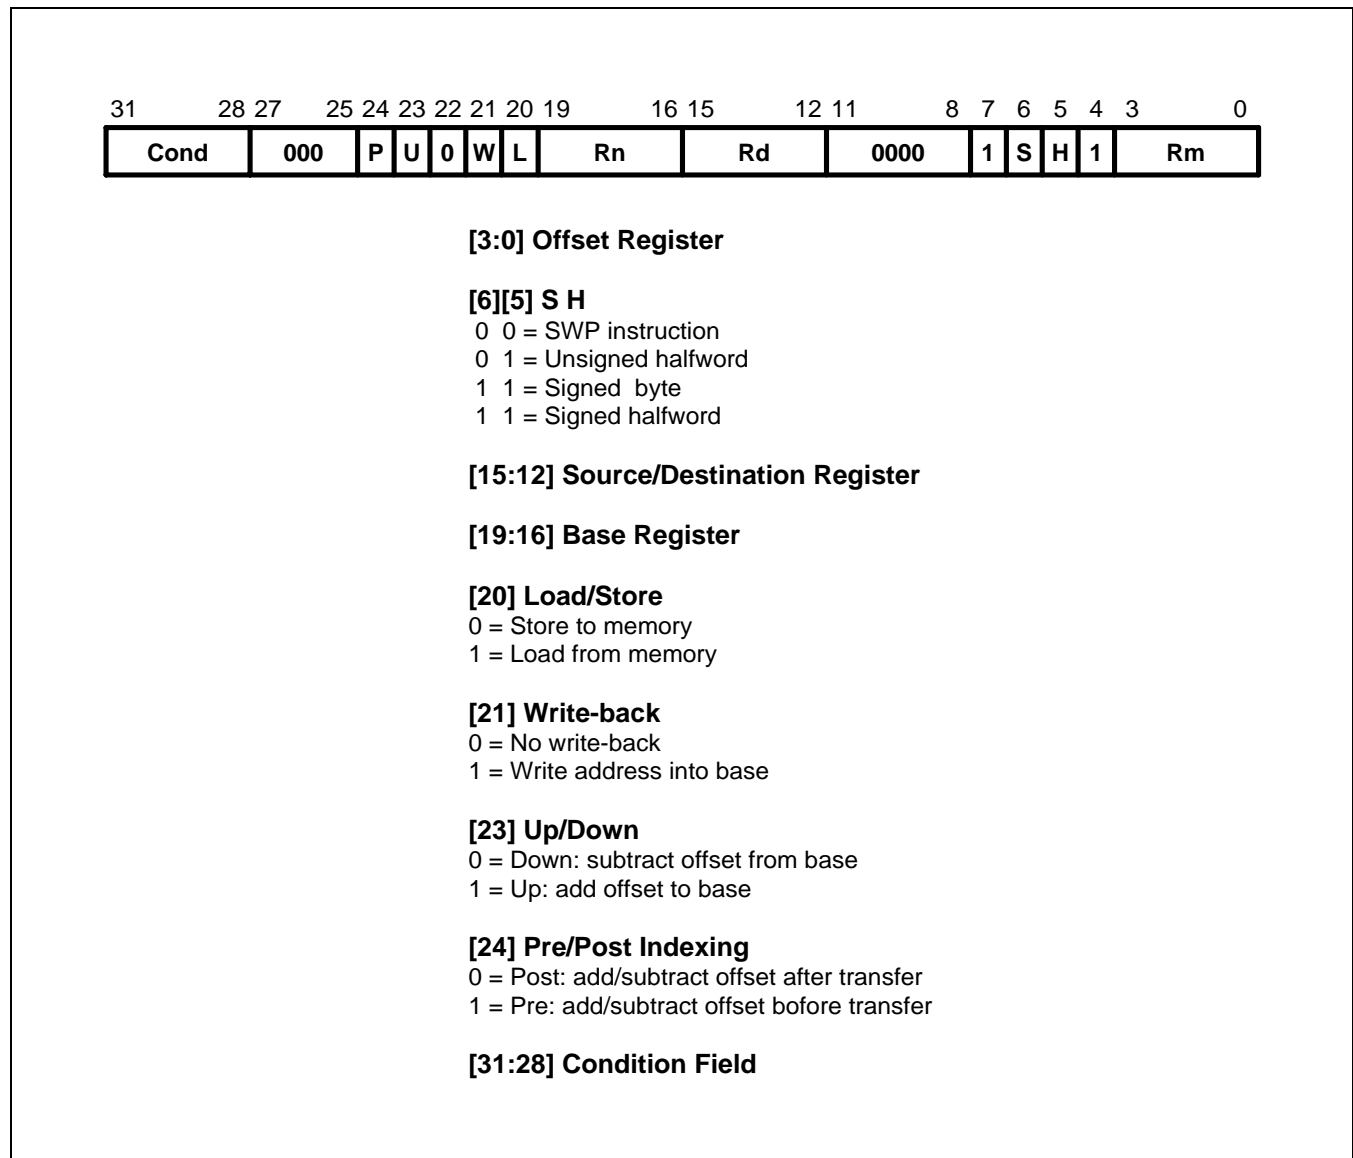 31 28 27 25 24 23 22 21 20 19 16 15 12 11 8 7 6 5 4 3 0
Cond 000 P U 0 W L Rn Rd 0000 1 S H 1 Rm
[3:0] Offset Register
[6][5] S H
0 0 = SWP instruction
0 1 = Unsigned halfword
1 1 = Signed byte
1 1 = Signed halfword
[15:12] Source/Destination Register
[19:16] Base Register
[20] Load/Store
0 = Store to memory
1 = Load from memory
[21] Write-back
0 = No write-back
1 = Write address into base
[23] Up/Down
0 = Down: subtract offset from base
1 = Up: add offset to base
[24] Pre/Post Indexing
0 = Post: add/subtract offset after transfer
1 = Pre: add/subtract offset bofore transfer
[31:28] Condition Field